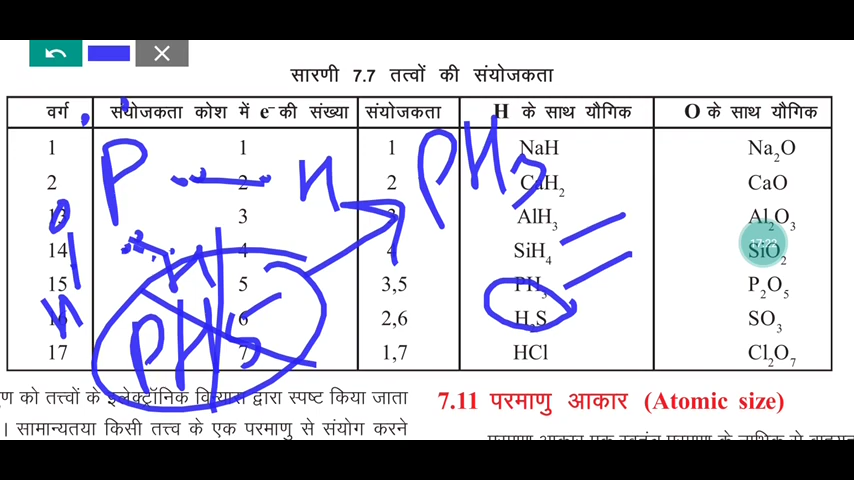 सारणी 7.7 तत्वों की संयोजकता
वर्ग संयोजकता कोश में e⁻ की संख्या संयोजकता H के साथ यौगिक O के साथ यौगिक
1 1 1 NaH Na₂O
2 2 2 CaH₂ CaO
13 3 3 AlH₃ Al₂O₃
14 4 4 SiH₄ SiO₂
15 5 3,5 PH₃ P₂O₅
16 6 2,6 H₂S SO₃
17 7 1,7 HCl Cl₂O₇
P H PH₃
H
H
PH₅
को तत्त्वों के इलेक्ट्रॉनिक विन्यास द्वारा स्पष्ट किया जाता
। सामान्यतया किसी तत्त्व के एक परमाणु से संयोग करने
7.11 परमाणु आकार (Atomic size)